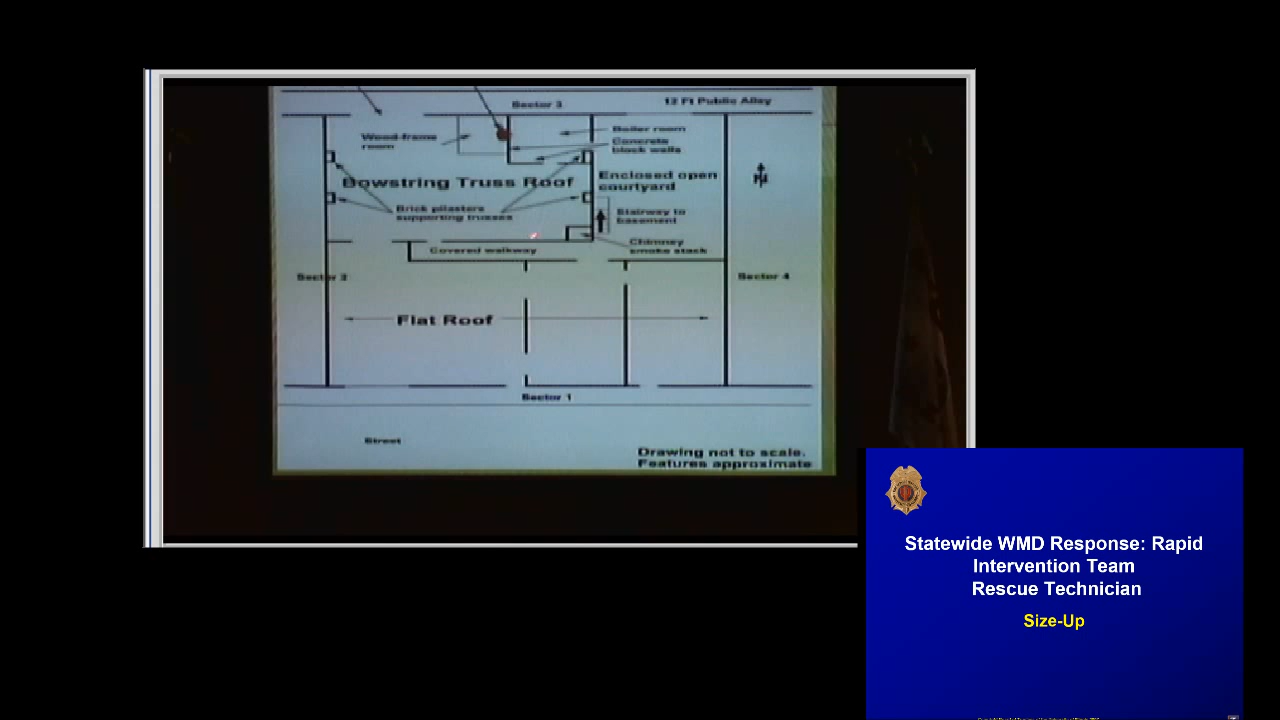 Sector 3
12 Ft Public Alley
Wood-frame
room
Boiler room
Concrete
block walls
Bowstring Truss Roof
Enclosed open
courtyard
N
Brick pilasters
supporting trusses
Stairway to
basement
Covered walkway
Chimney
smoke stack
Sector 2
Sector 4
Flat Roof
Sector 1
Street
Drawing not to scale.
Features approximate
Statewide WMD Response: Rapid
Intervention Team
Rescue Technician
Size-Up